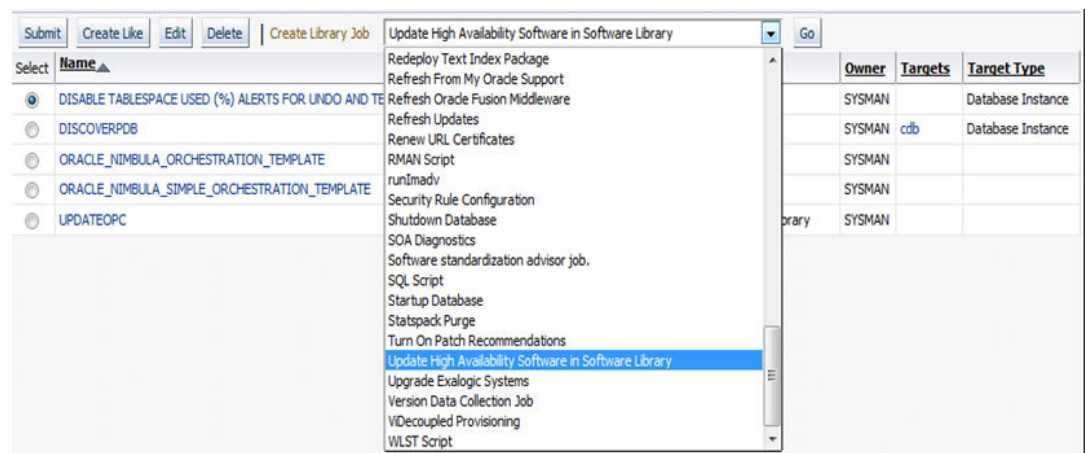 Submit Create Like Edit Delete Create Library Job Update High Availability Software in Software Library Go
Select Name Owner Targets Target Type
DISABLE TABLESPACE USED (%) ALERTS FOR UNDO AND TE SYSMAN Database Instance
DISCOVERPDB SYSMAN cdb Database Instance
ORACLE_NIMBULA_ORCHESTRATION_TEMPLATE SYSMAN
ORACLE_NIMBULA_SIMPLE_ORCHESTRATION_TEMPLATE SYSMAN
UPDATEOPC brary SYSMAN
Redeploy Text Index Package
Refresh From My Oracle Support
Refresh Oracle Fusion Middleware
Refresh Updates
Renew URL Certificates
RMAN Script
runImadv
Security Rule Configuration
Shutdown Database
SOA Diagnostics
Software standardization advisor job.
SQL Script
Startup Database
Statspack Purge
Turn On Patch Recommendations
Update High Availability Software in Software Library
Upgrade Exalogic Systems
Version Data Collection Job
ViDecoupled Provisioning
WLST Script